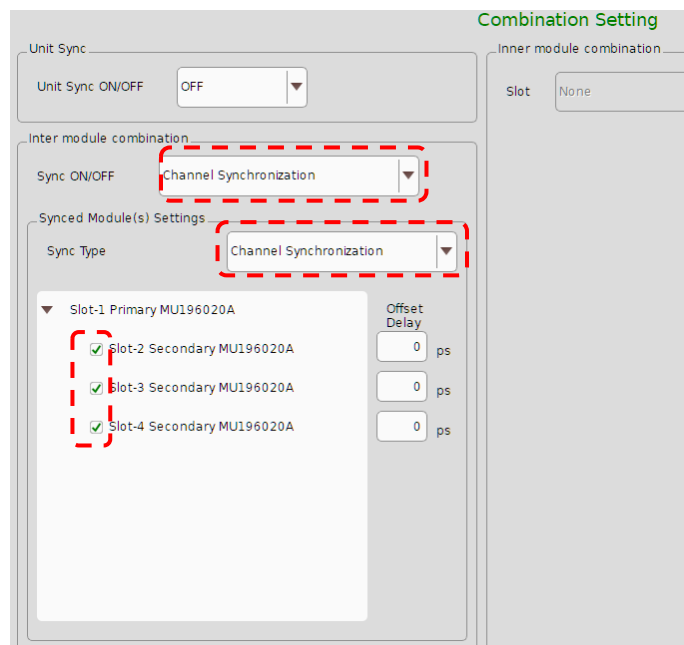 Combination Setting
Unit Sync
Unit Sync ON/OFF
OFF
Inter module combination
Sync ON/OFF
Channel Synchronization
Synced Module(s) Settings
Sync Type
Channel Synchronization
Slot-1 Primary MU196020A
Offset
Delay
Slot-2 Secondary MU196020A
0 ps
Slot-3 Secondary MU196020A
0 ps
Slot-4 Secondary MU196020A
0 ps
Inner module combination
Slot
None